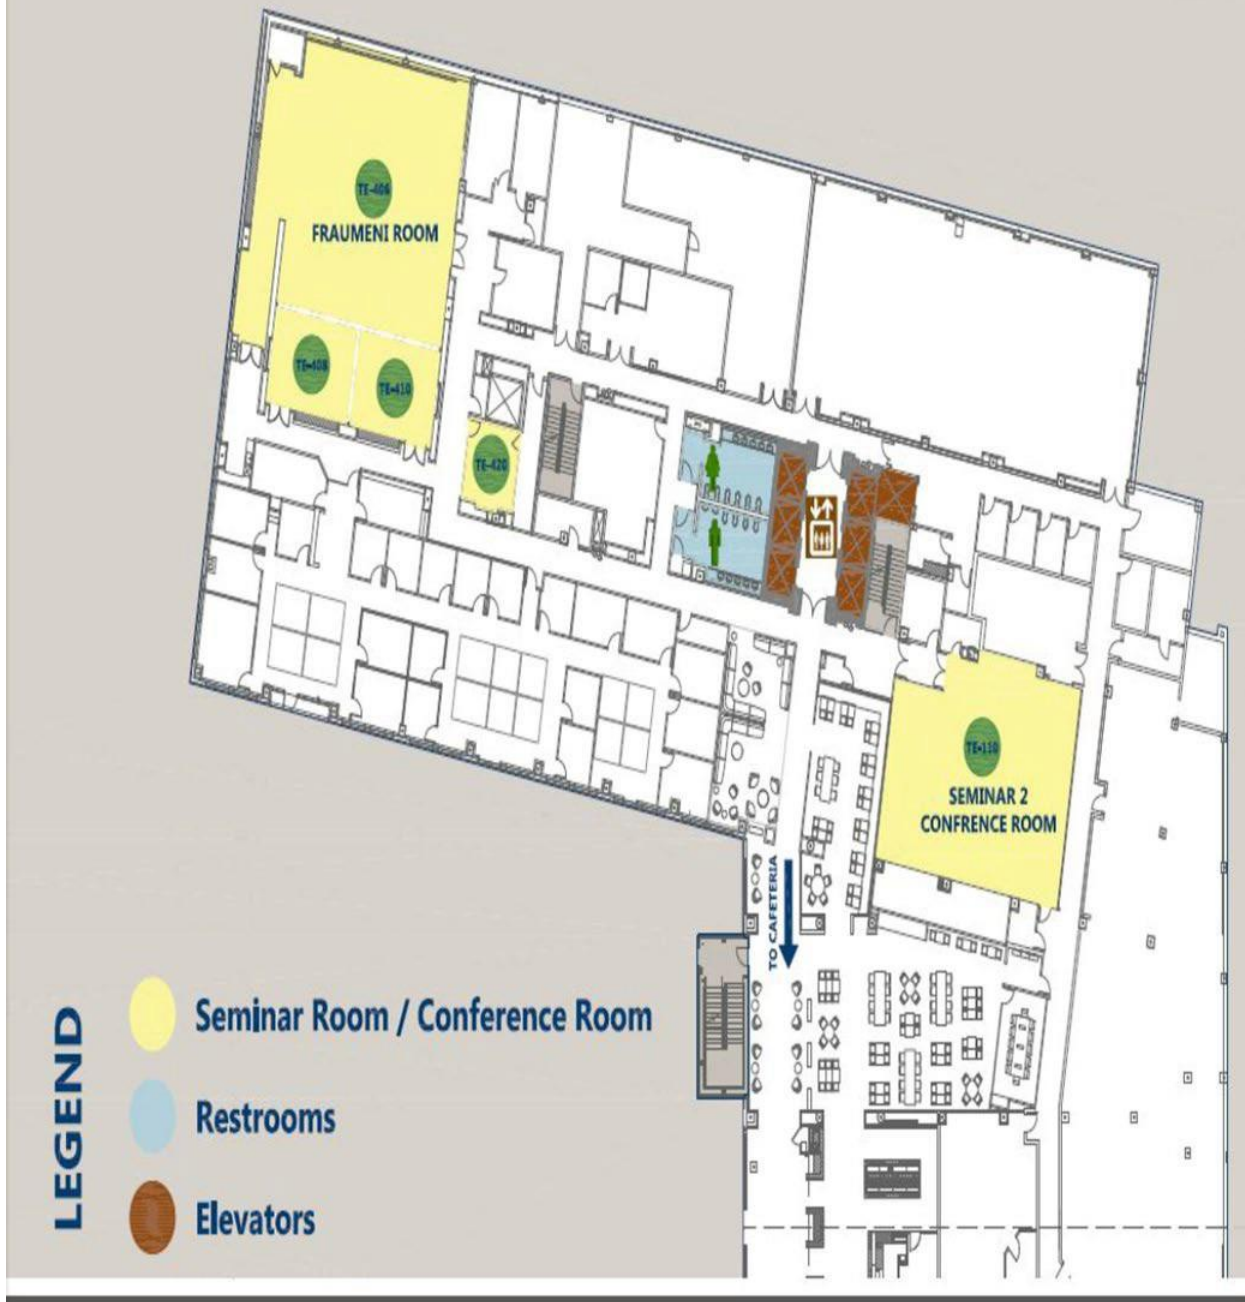 TE-406
FRAUMENI ROOM
TE-408
TE-410
TE-420
TE-110
SEMINAR 2
CONFRENCE ROOM
TO CAFETERIA
LEGEND
Seminar Room / Conference Room
Restrooms
Elevators